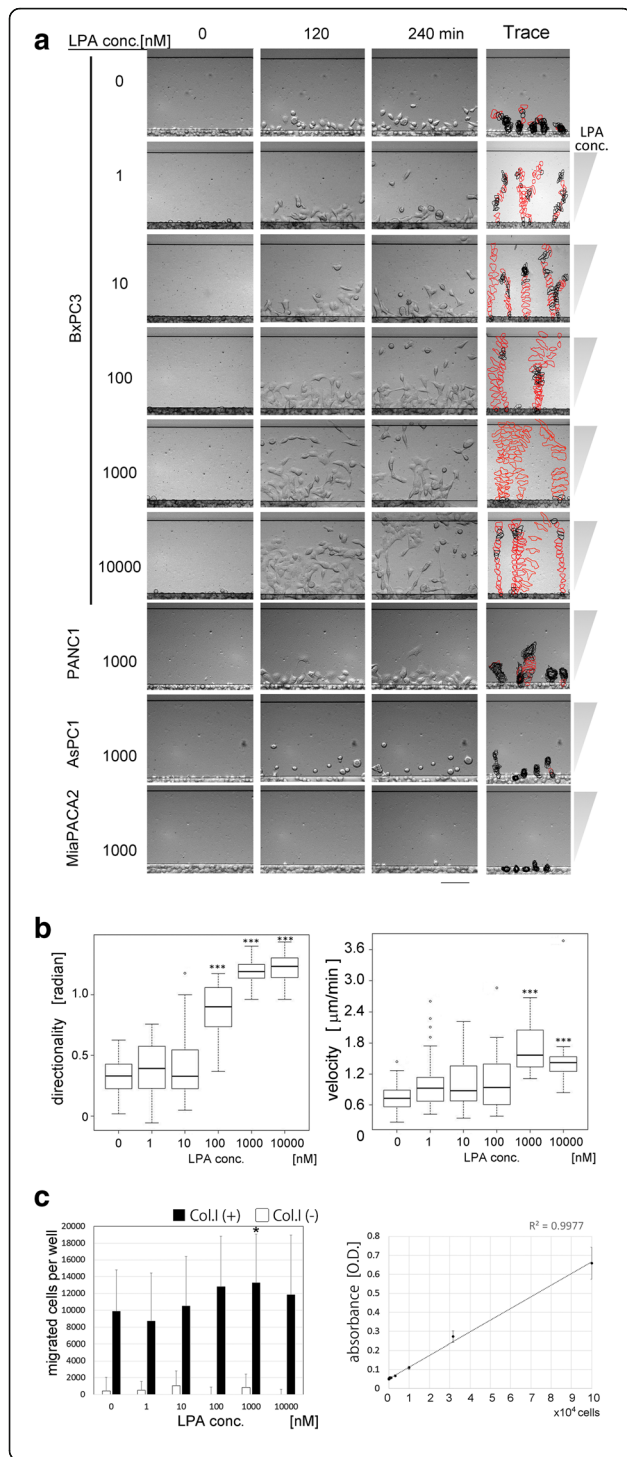 a
LPA conc.[nM] 0 120 240 min Trace
LPA
conc.
BxPC3
0
1
10
100
1000
10000
PANC1 1000
AsPC1 1000
MiaPACA2 1000
b
directionality [radian]
1.0
0.5
0
*** *** ***
0 1 10 100 1000 10000
LPA conc. [nM]
velocity [ μm/min ]
3.6
3.0
2.4
1.8
1.2
0.6
0
*** ***
0 1 10 100 1000 10000
LPA conc. [nM]
c
Col.I (+) Col.I (-)
migrated cells per well
20000
18000
16000
14000
12000
10000
8000
6000
4000
2000
0
*
0 1 10 100 1000 10000
LPA conc. [nM]
R² = 0.9977
absorbance [O.D.]
0.8
0.7
0.6
0.5
0.4
0.3
0.2
0.1
0
0 1 2 3 4 5 6 7 8 9 10
x10⁴ cells